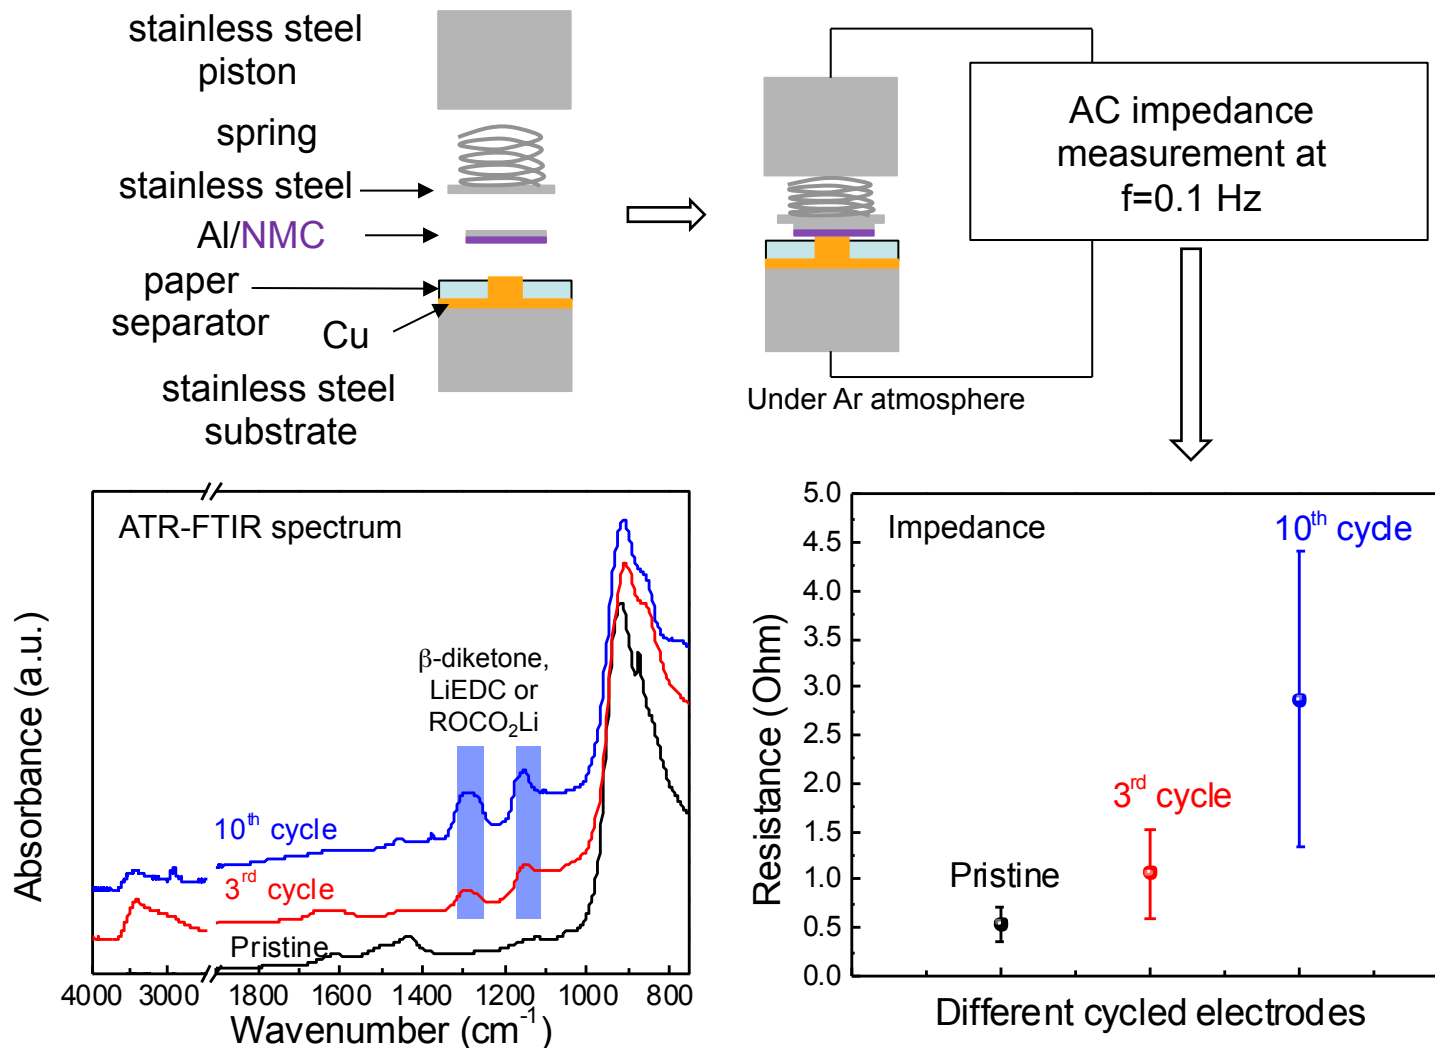 stainless steel
piston
spring
stainless steel
Al/NMC
paper
separator
Cu
stainless steel
substrate
AC impedance
measurement at
f=0.1 Hz
Under Ar atmosphere
ATR-FTIR spectrum
β-diketone,
LiEDC or
ROCO₂Li
10th cycle
3rd cycle
Pristine
Absorbance (a.u.)
4000 3000 1800 1600 1400 1200 1000 800
Wavenumber (cm⁻¹)
Impedance
10th cycle
3rd cycle
Pristine
Resistance (Ohm)
5.0
4.5
4.0
3.5
3.0
2.5
2.0
1.5
1.0
0.5
0.0
Different cycled electrodes